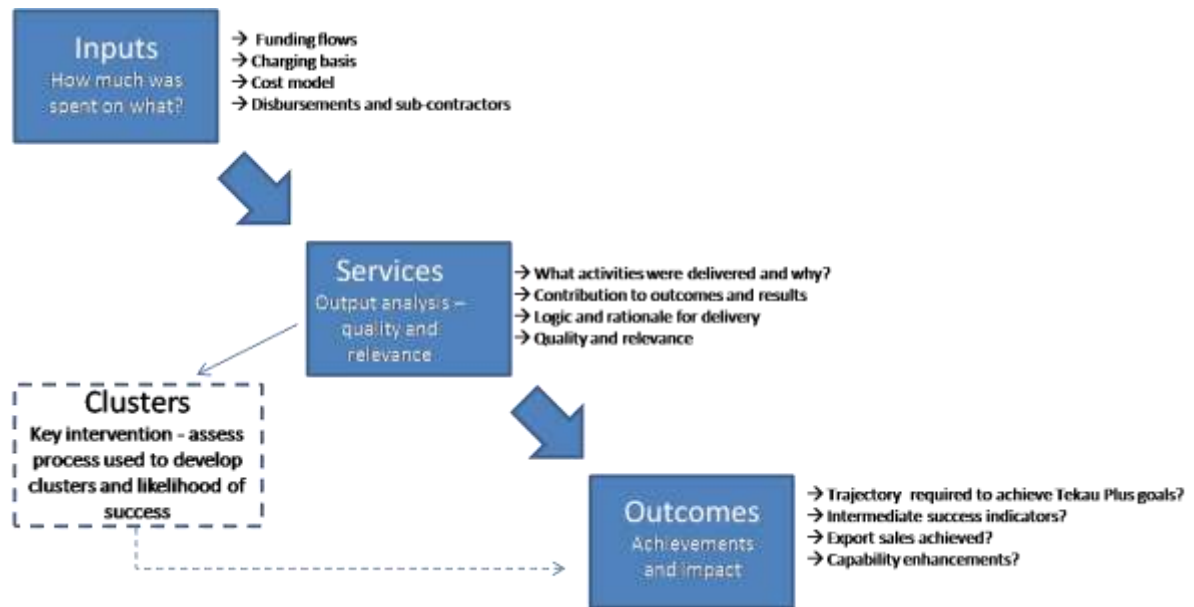 Inputs
How much was
spent on what?
→ Funding flows
→ Charging basis
→ Cost model
→ Disbursements and sub-contractors
Services
Output analysis –
quality and
relevance
→ What activities were delivered and why?
→ Contribution to outcomes and results
→ Logic and rationale for delivery
→ Quality and relevance
Clusters
Key intervention - assess
process used to develop
clusters and likelihood of
success
Outcomes
Achievements
and impact
→ Trajectory required to achieve Tekau Plus goals?
→ Intermediate success indicators?
→ Export sales achieved?
→ Capability enhancements?